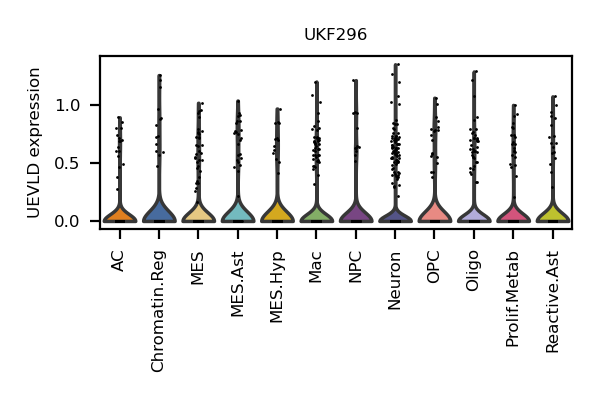 UKF296
UEVLD expression
1.0
0.5
0.0
AC
Chromatin.Reg
MES
MES.Ast
MES.Hyp
Mac
NPC
Neuron
OPC
Oligo
Prolif.Metab
Reactive.Ast